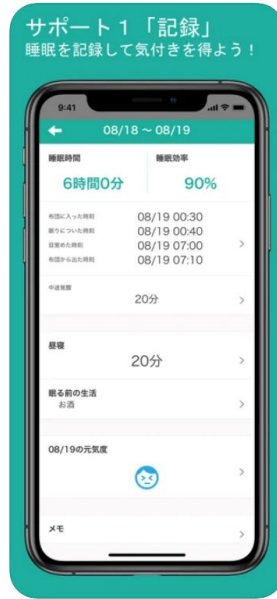 サポート１「記録」
睡眠を記録して気付きを得よう！
9:41
08/18 ～ 08/19
睡眠時間 睡眠効率
6時間0分 90%
布団に入った時刻 08/19 00:30
眠りについた時刻 08/19 00:40
目覚めた時刻 08/19 07:00
布団から出た時刻 08/19 07:10
中途覚醒
20分
昼寝
20分
眠る前の生活
お酒
08/19の元気度
メモ